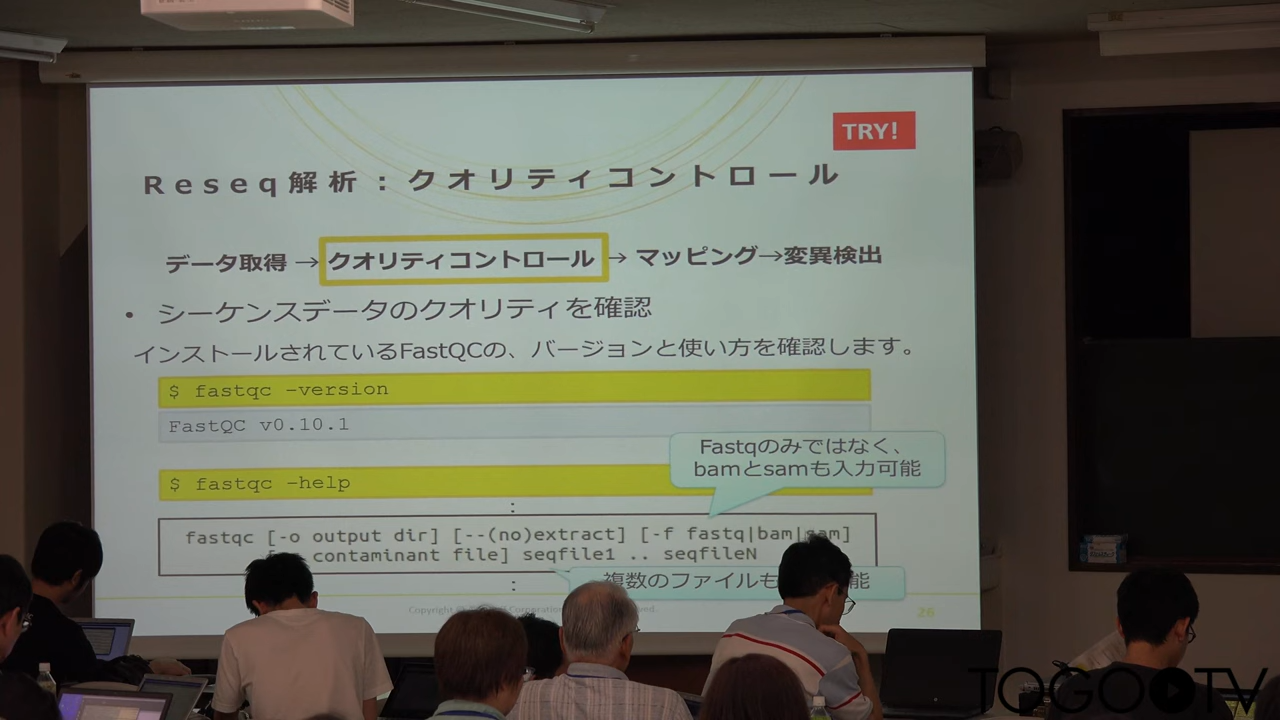 TRY!
Reseq解析：クオリティコントロール
データ取得 → クオリティコントロール → マッピング→変異検出
• シーケンスデータのクオリティを確認
インストールされているFastQCの、バージョンと使い方を確認します。
$ fastqc –version
FastQC v0.10.1
Fastqのみではなく、
bamとsamも入力可能
$ fastqc –help
:
fastqc [-o output dir] [--(no)extract] [-f fastq|bam|sam]
contaminant file] seqfile1 .. seqfileN
:
複数のファイルも 能
Copyright
26
TOGOTV